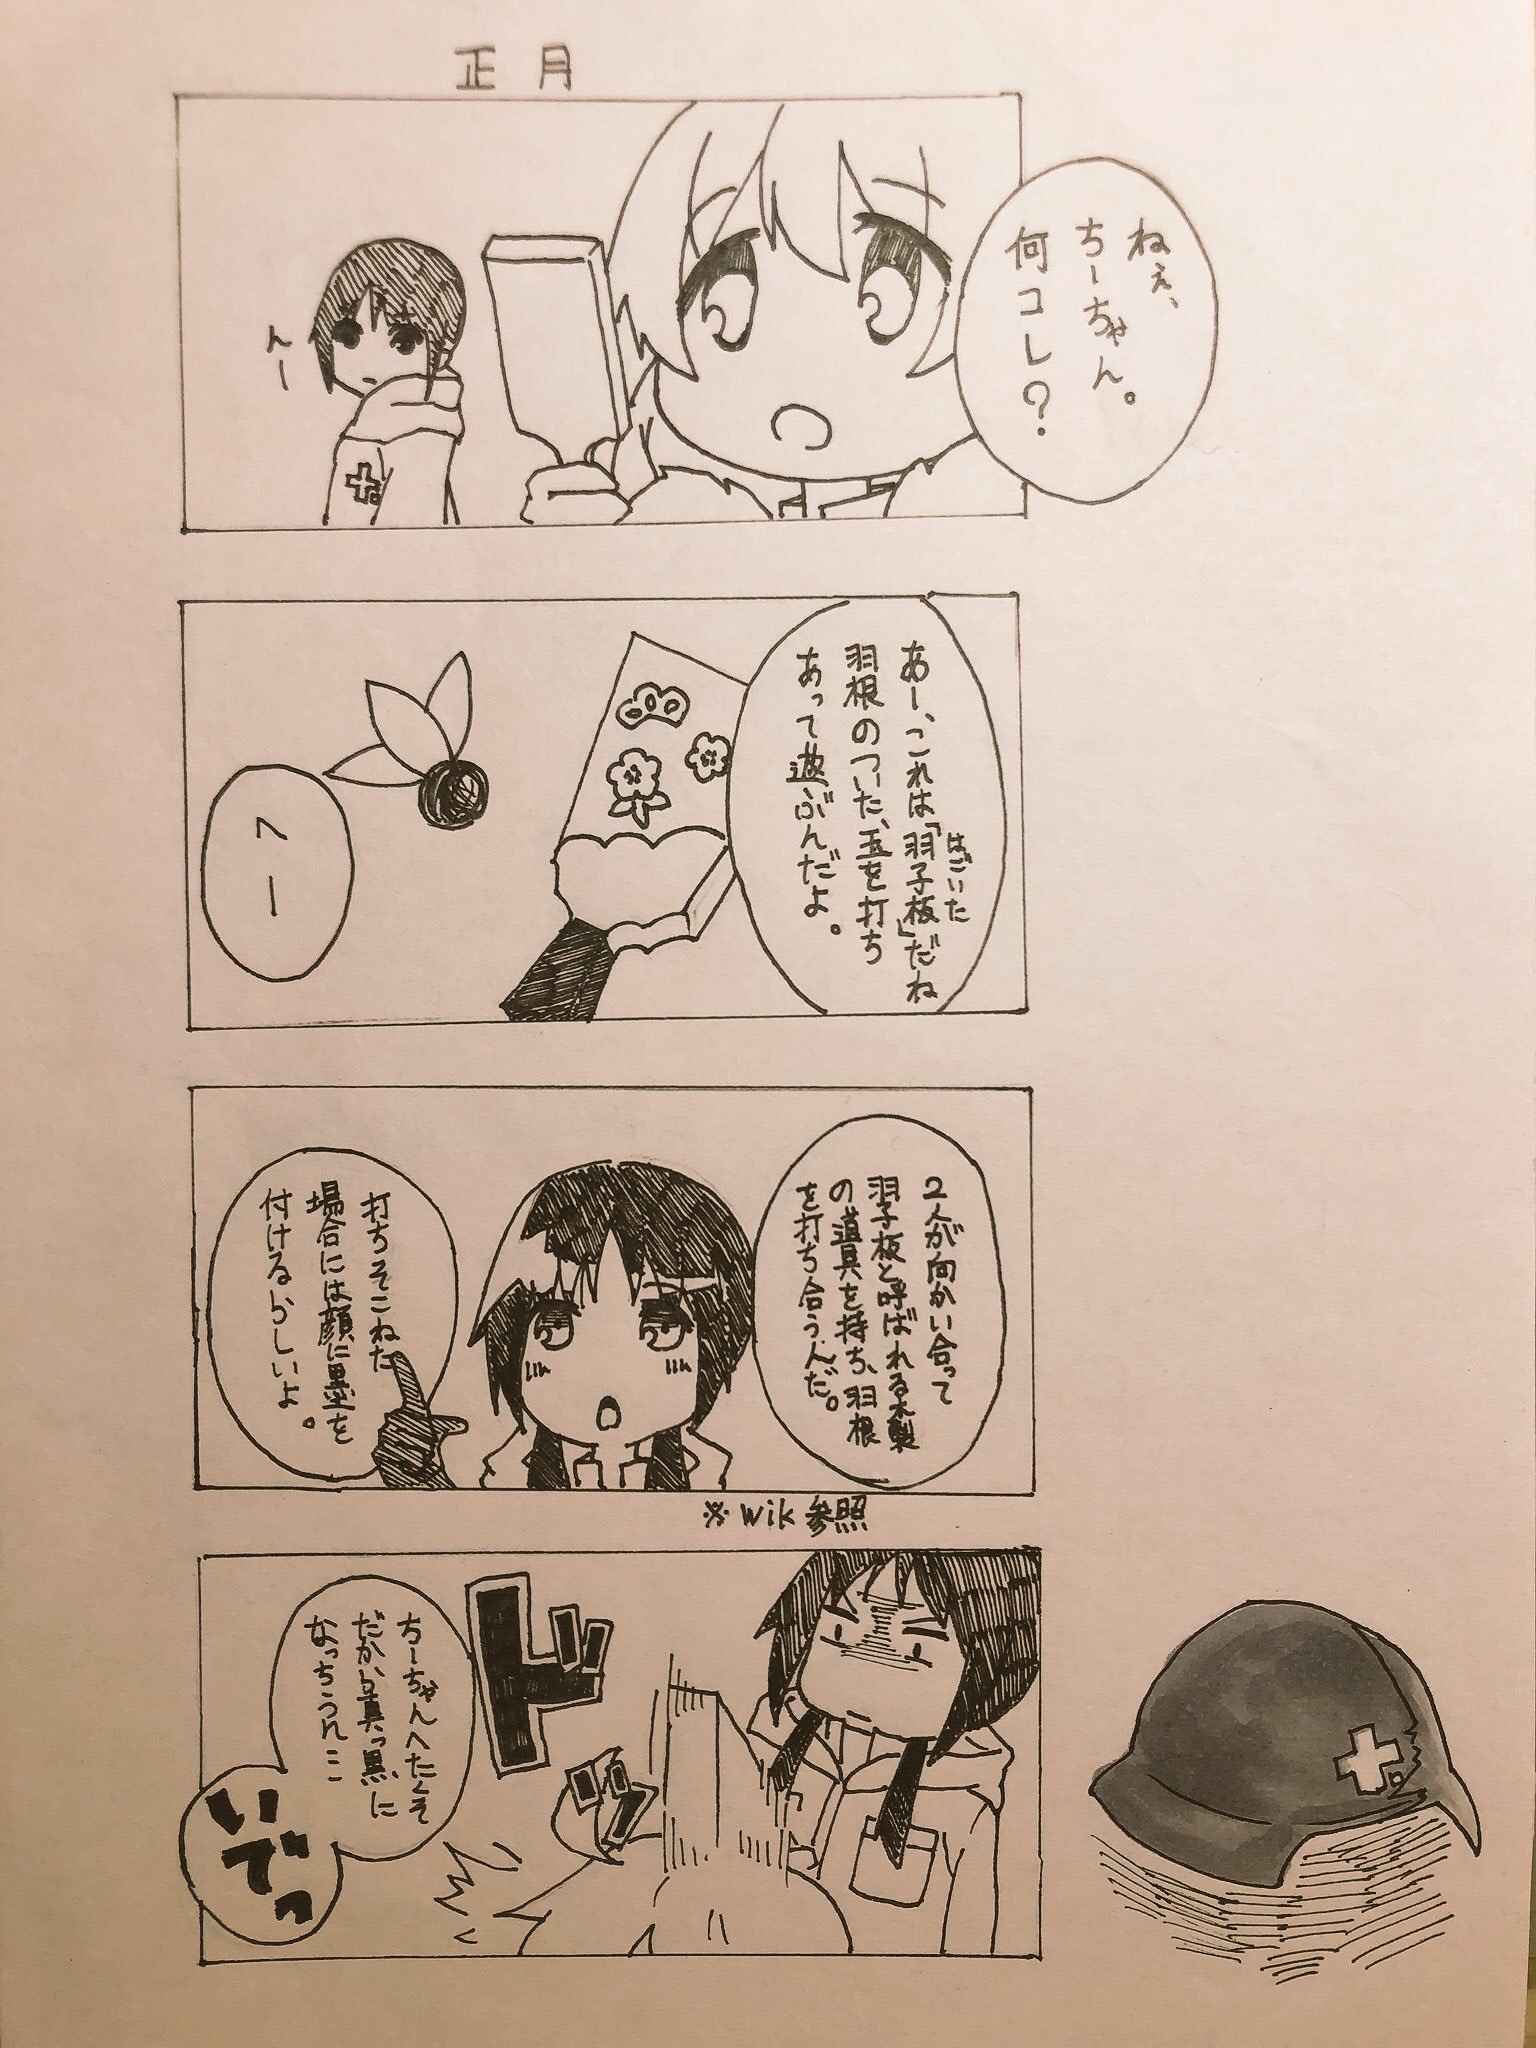 正月
ねぇ、
ちーちゃん。
何コレ?
んー
あー、これは「羽子板」だね
はごいた
羽根のついた、玉を打ち
あって遊ぶんだよ。
へー
2人が向かい合って
羽子板と呼ばれる木製
の道具を持ち、羽根
を打ち合うんだ。
打ちそこねた
場合には顔に墨を
付けるらしいよ。
※wik参照
ド
ちーちゃんへたくそ
だから真っ黒に
なっちゃうんじ
いでっ